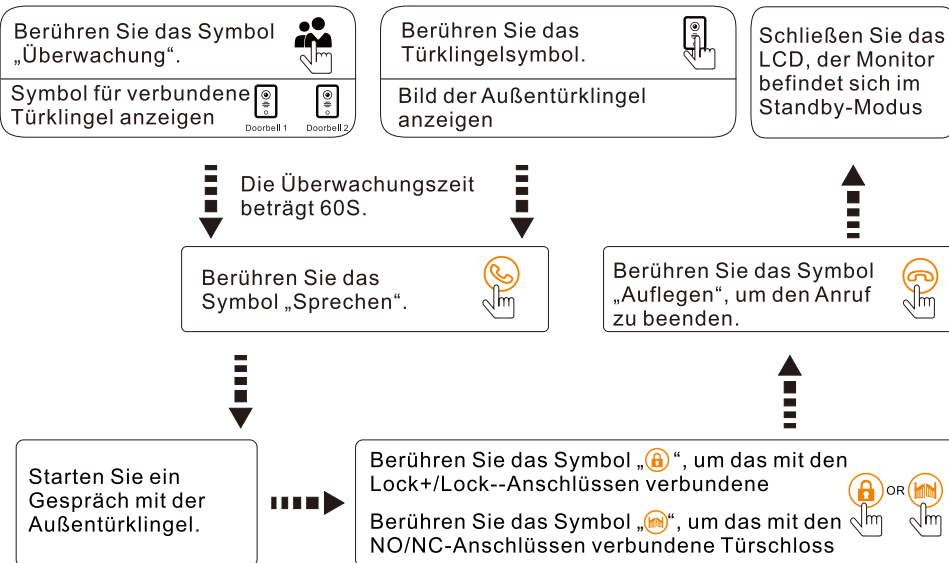 Berühren Sie das Symbol
„Überwachung“.
Symbol für verbundene
Türklingel anzeigen
Doorbell 1
Doorbell 2
Berühren Sie das
Türklingelsymbol.
Bild der Außentürklingel
anzeigen
Schließen Sie das
LCD, der Monitor
befindet sich im
Standby-Modus
Die Überwachungszeit
beträgt 60S.
Berühren Sie das
Symbol „Sprechen“.
Berühren Sie das Symbol
„Auflegen“, um den Anruf
zu beenden.
Starten Sie ein
Gespräch mit der
Außentürklingel.
Berühren Sie das Symbol „ “, um das mit den
Lock+/Lock--Anschlüssen verbundene
Berühren Sie das Symbol „ “, um das mit den
NO/NC-Anschlüssen verbundene Türschloss
OR